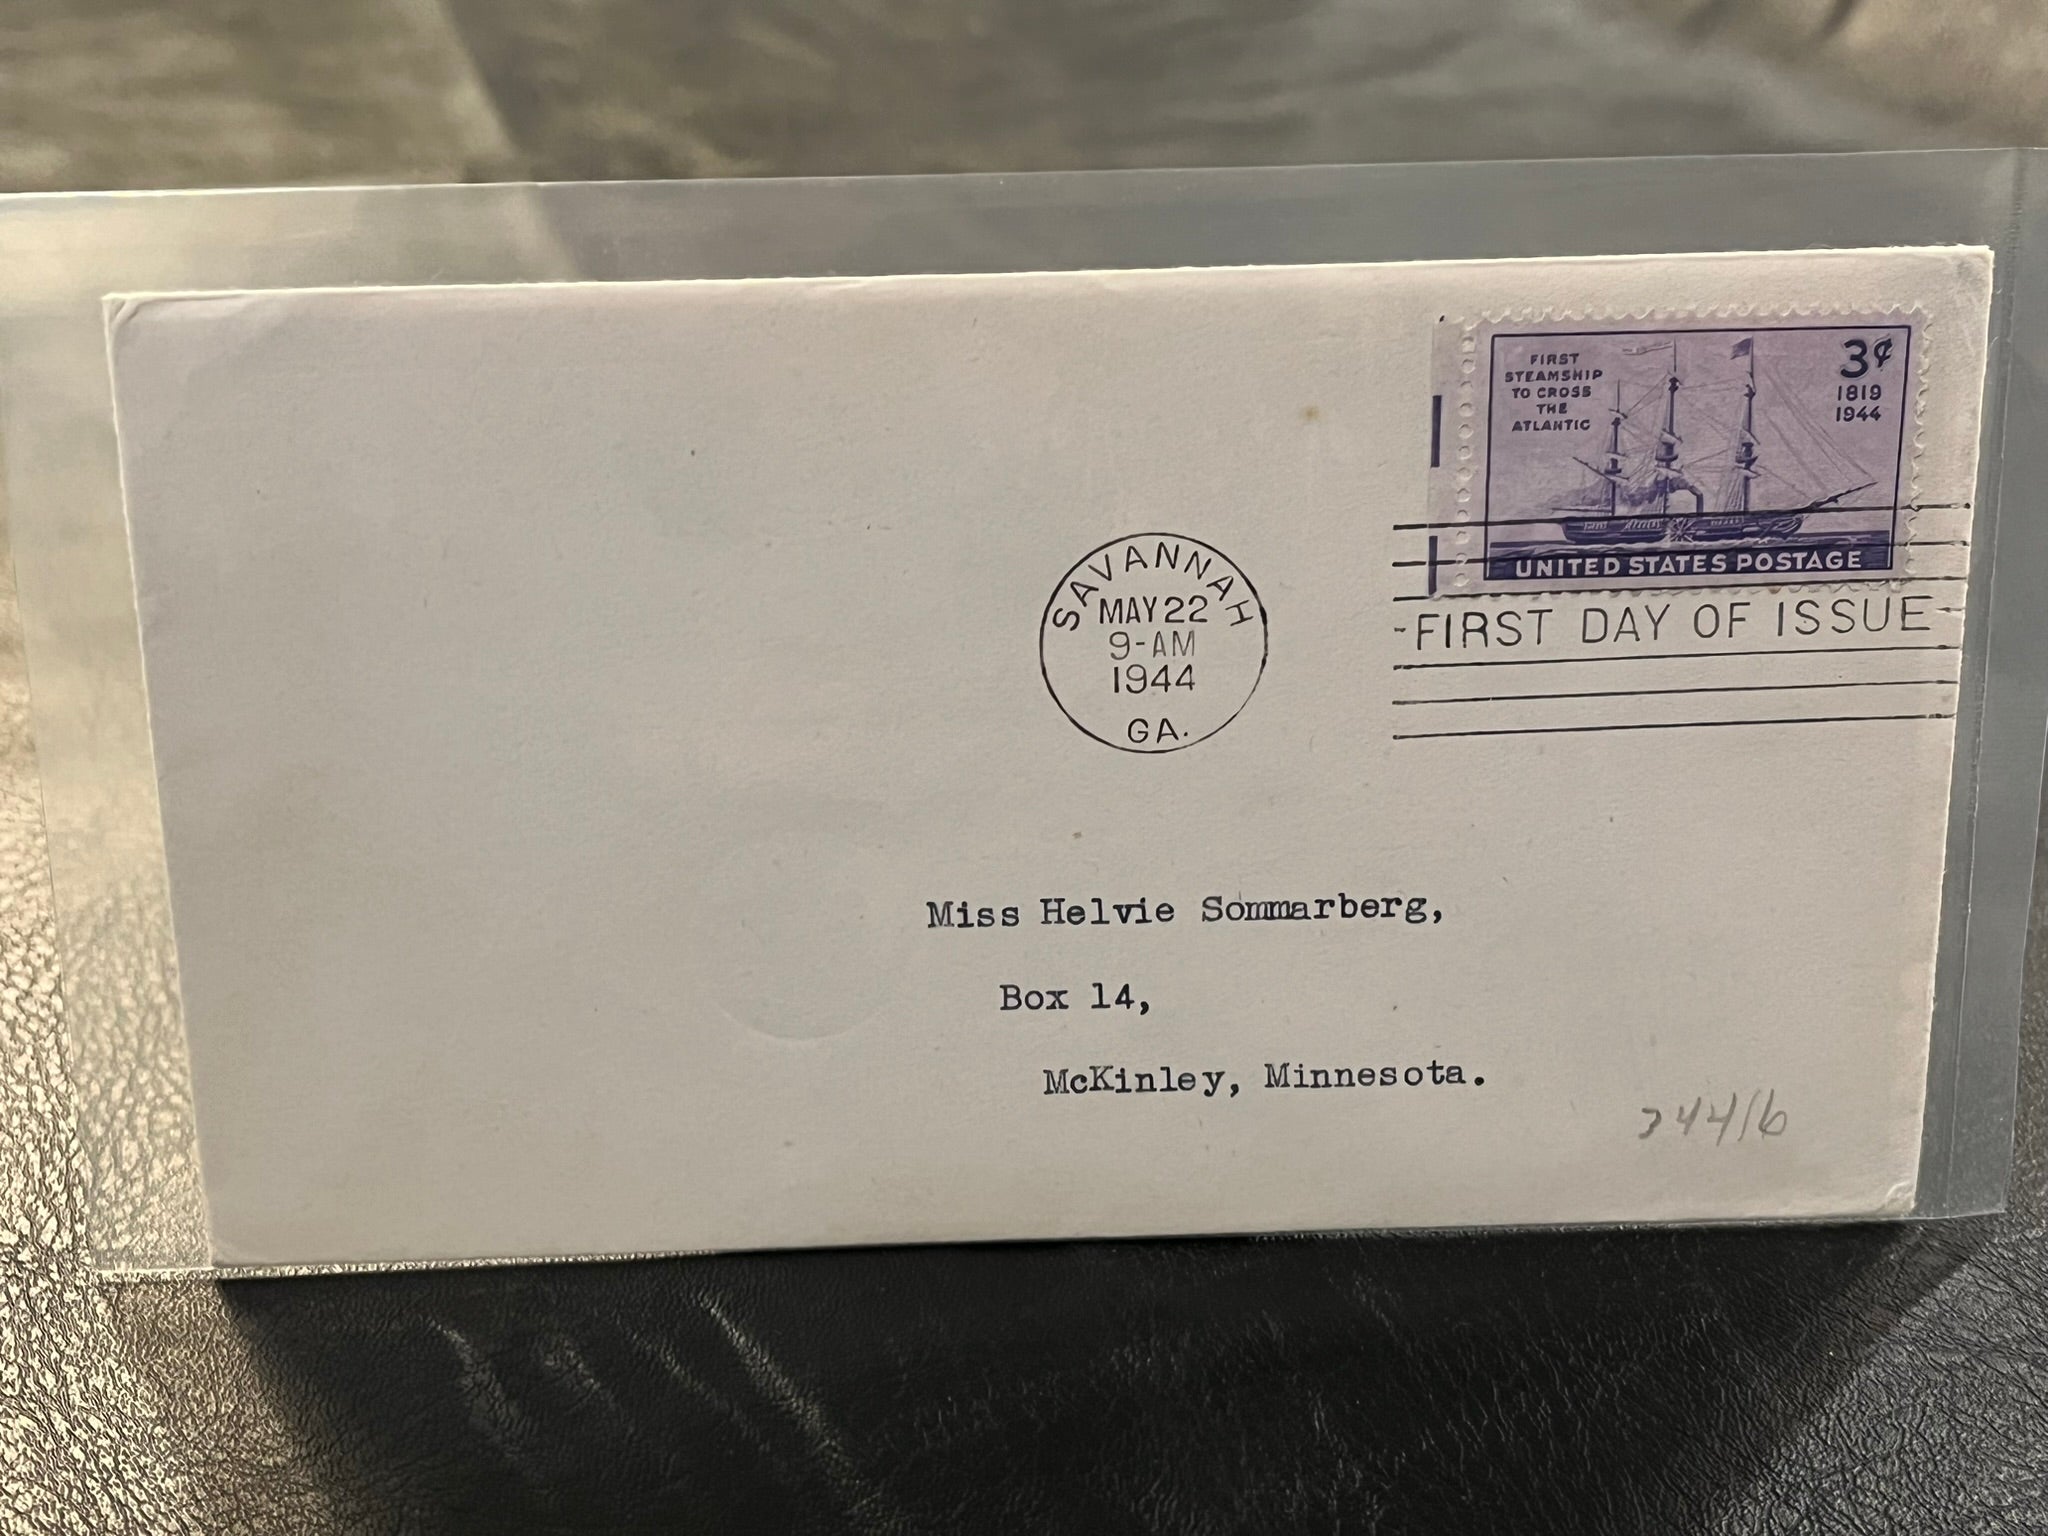 FIRST
STEAMSHIP
TO CROSS
THE
ATLANTIC
3¢
1819
1944
UNITED STATES POSTAGE
SAVANNAH
MAY 22
9-AM
1944
GA.
FIRST DAY OF ISSUE
Miss Helvie Sommarberg,
Box 14,
McKinley, Minnesota.
34416